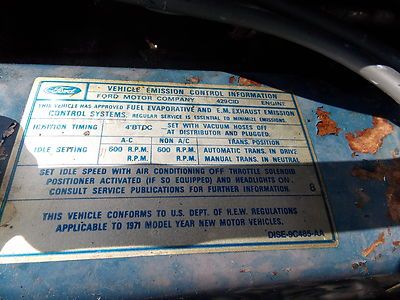 Ford VEHICLE EMISSION CONTROL INFORMATION
FORD MOTOR COMPANY 429CID ENGINE
THIS VEHICLE HAS APPROVED FUEL EVAPORATIVE AND E.M. EXHAUST EMISSION
CONTROL SYSTEMS. REGULAR SERVICE IS ESSENTIAL TO MINIMIZE EMISSIONS
IGNITION TIMING 4°BTDC SET WITH VACUUM HOSES OFF
AT DISTRIBUTOR AND PLUGGED.
A-C NON A/C TRANS. POSITION
IDLE SETTING 600 R.P.M. 600 R.P.M. AUTOMATIC TRANS. IN DRIVE
R.P.M. R.P.M. MANUAL TRANS. IN NEUTRAL
SET IDLE SPEED WITH AIR CONDITIONING OFF THROTTLE SOLENOID
POSITIONER ACTIVATED (IF SO EQUIPPED) AND HEADLIGHTS ON -
CONSULT SERVICE PUBLICATIONS FOR FURTHER INFORMATION. 8
THIS VEHICLE CONFORMS TO U.S. DEPT. OF H.E.W. REGULATIONS
APPLICABLE TO 1971 MODEL YEAR NEW MOTOR VEHICLES.
D1SE-9C485-AA